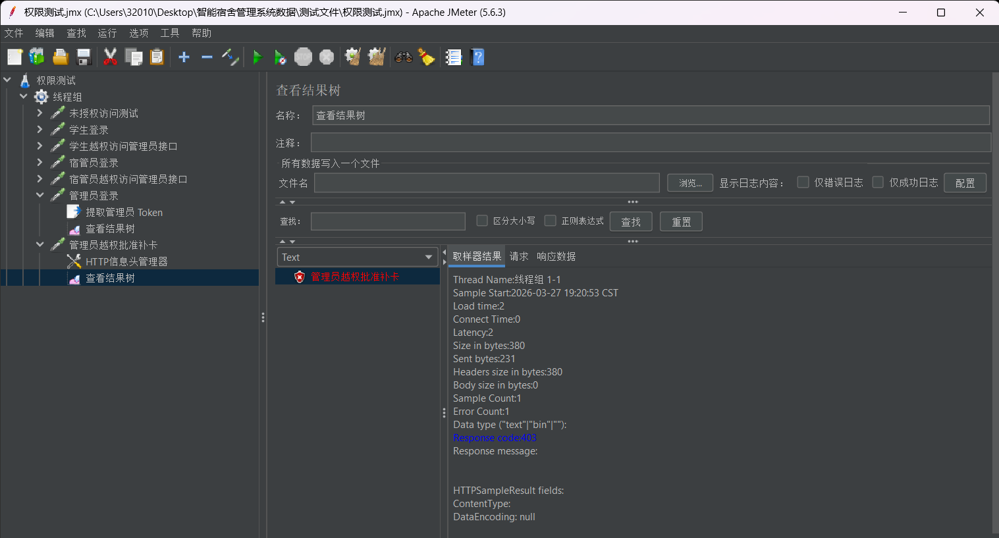 权限测试.jmx (C:\Users\32010\Desktop\智能宿舍管理系统数据\测试文件\权限测试.jmx) - Apache JMeter (5.6.3)
文件 编辑 查找 运行 选项 工具 帮助
STOP
权限测试
线程组
未授权访问测试
学生登录
学生越权访问管理员接口
宿管员登录
宿管员越权访问管理员接口
管理员登录
提取管理员 Token
查看结果树
管理员越权批准补卡
HTTP信息头管理器
查看结果树
查看结果树
名称： 查看结果树
注释：
所有数据写入一个文件
文件名 浏览... 显示日志内容： 仅错误日志 仅成功日志 配置
查找： 区分大小写 正则表达式 查找 重置
Text
管理员越权批准补卡
取样器结果 请求 响应数据
Thread Name:线程组 1-1
Sample Start:2026-03-27 19:20:53 CST
Load time:2
Connect Time:0
Latency:2
Size in bytes:380
Sent bytes:231
Headers size in bytes:380
Body size in bytes:0
Sample Count:1
Error Count:1
Data type ("text"|"bin"|""):
Response code:403
Response message:
HTTPSampleResult fields:
ContentType:
DataEncoding: null